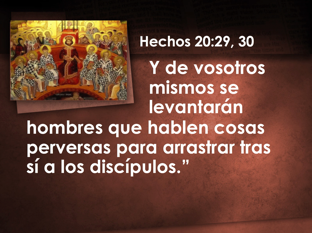 Hechos 20:29, 30
Y de vosotros
mismos se
levantarán
hombres que hablen cosas
perversas para arrastrar tras
sí a los discípulos.”